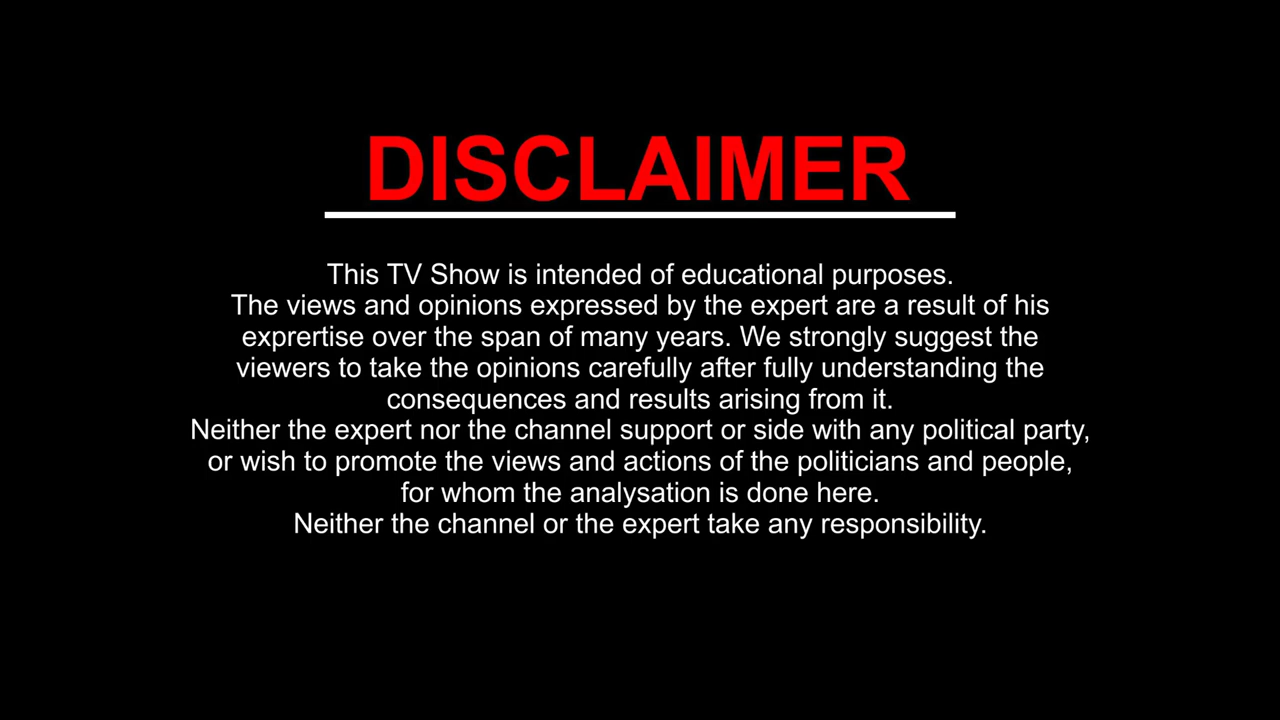 DISCLAIMER
This TV Show is intended of educational purposes.
The views and opinions expressed by the expert are a result of his
exprertise over the span of many years. We strongly suggest the
viewers to take the opinions carefully after fully understanding the
consequences and results arising from it.
Neither the expert nor the channel support or side with any political party,
or wish to promote the views and actions of the politicians and people,
for whom the analysation is done here.
Neither the channel or the expert take any responsibility.